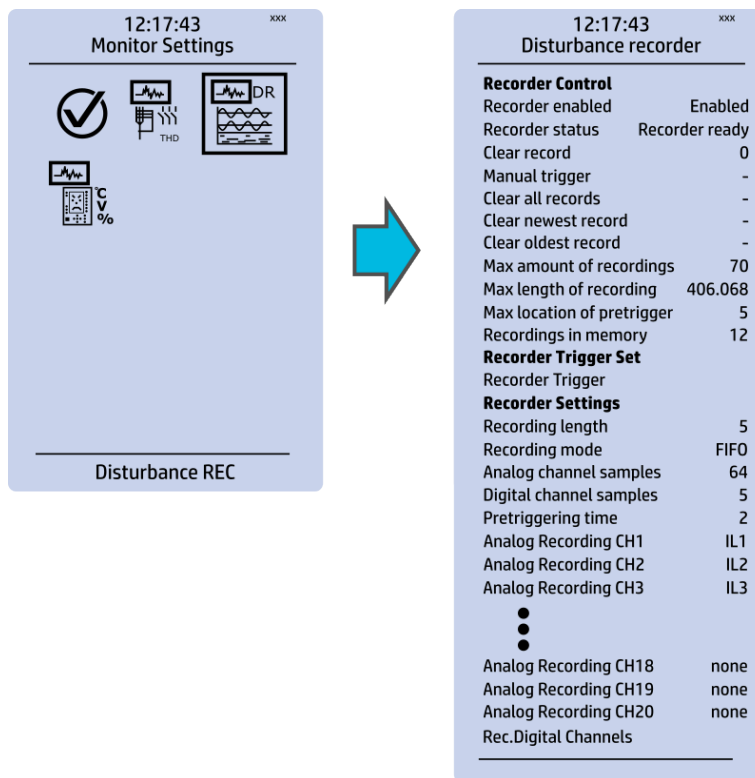 12:17:43 xxx
Monitor Settings
DR
THD
°C
V
%
Disturbance REC
12:17:43 xxx
Disturbance recorder
Recorder Control
Recorder enabled Enabled
Recorder status Recorder ready
Clear record 0
Manual trigger -
Clear all records -
Clear newest record -
Clear oldest record -
Max amount of recordings 70
Max length of recording 406.068
Max location of pretrigger 5
Recordings in memory 12
Recorder Trigger Set
Recorder Trigger
Recorder Settings
Recording length 5
Recording mode FIFO
Analog channel samples 64
Digital channel samples 5
Pretriggering time 2
Analog Recording CH1 IL1
Analog Recording CH2 IL2
Analog Recording CH3 IL3
Analog Recording CH18 none
Analog Recording CH19 none
Analog Recording CH20 none
Rec.Digital Channels